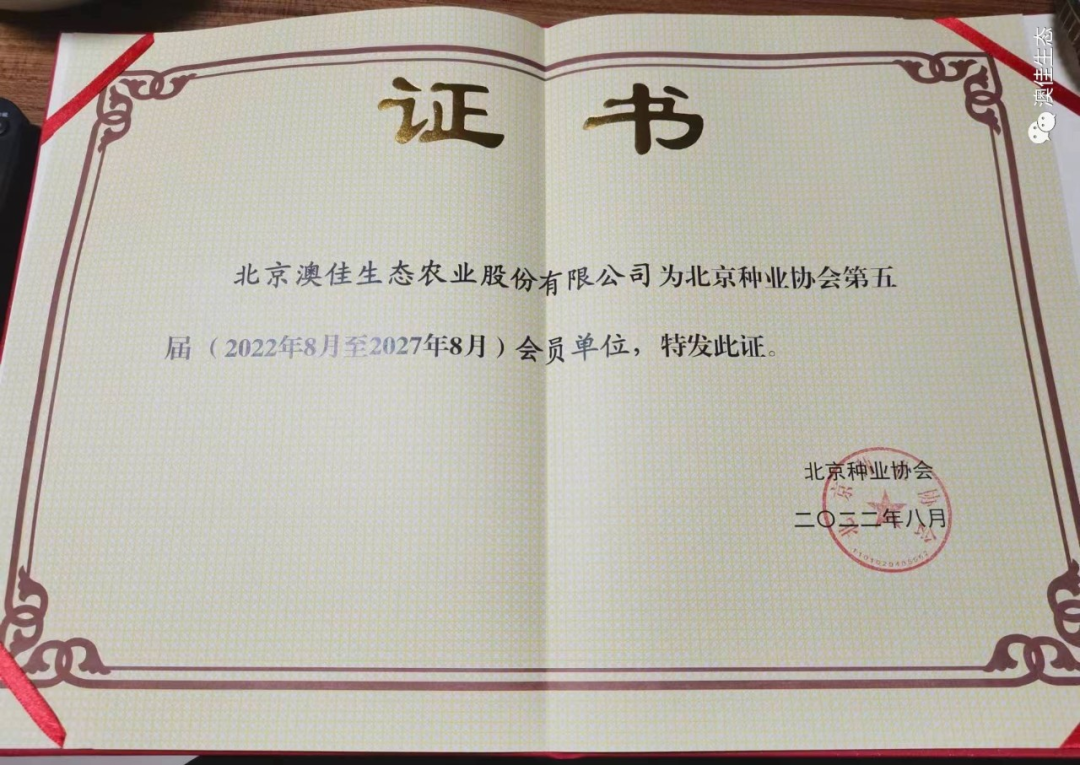 澳佳生态
证书
北京澳佳生态农业股份有限公司为北京种业协会第五
届（2022年8月至2027年8月）会员单位，特发此证。
北京种业协会
二〇二二年八月